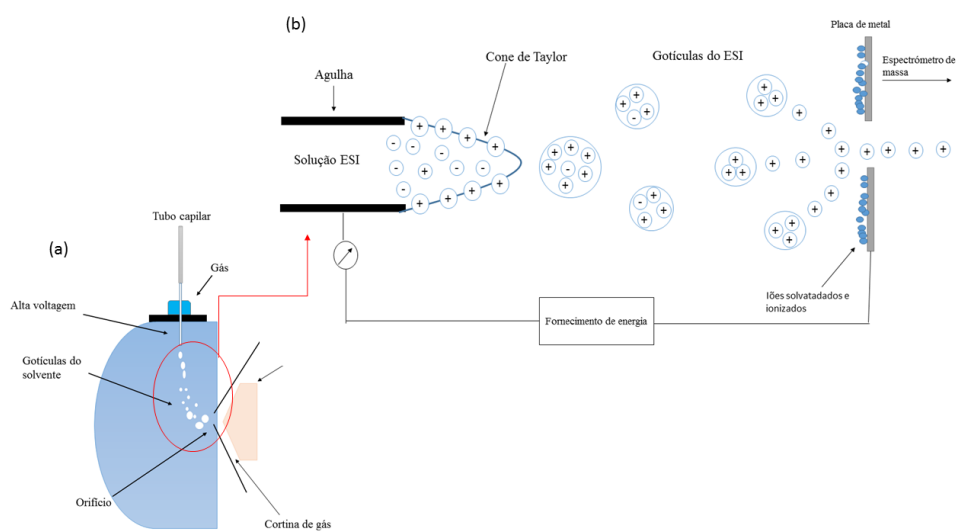 (b)
Placa de metal
Cone de Taylor
Gotículas do ESI
Espectrómetro de
massa
Agulha
Solução ESI
Tubo capilar
(a)
Gás
Alta voltagem
Iões solvatadados e
ionizados
Fornecimento de energia
Gotículas do
solvente
Orifício
Cortina de gás